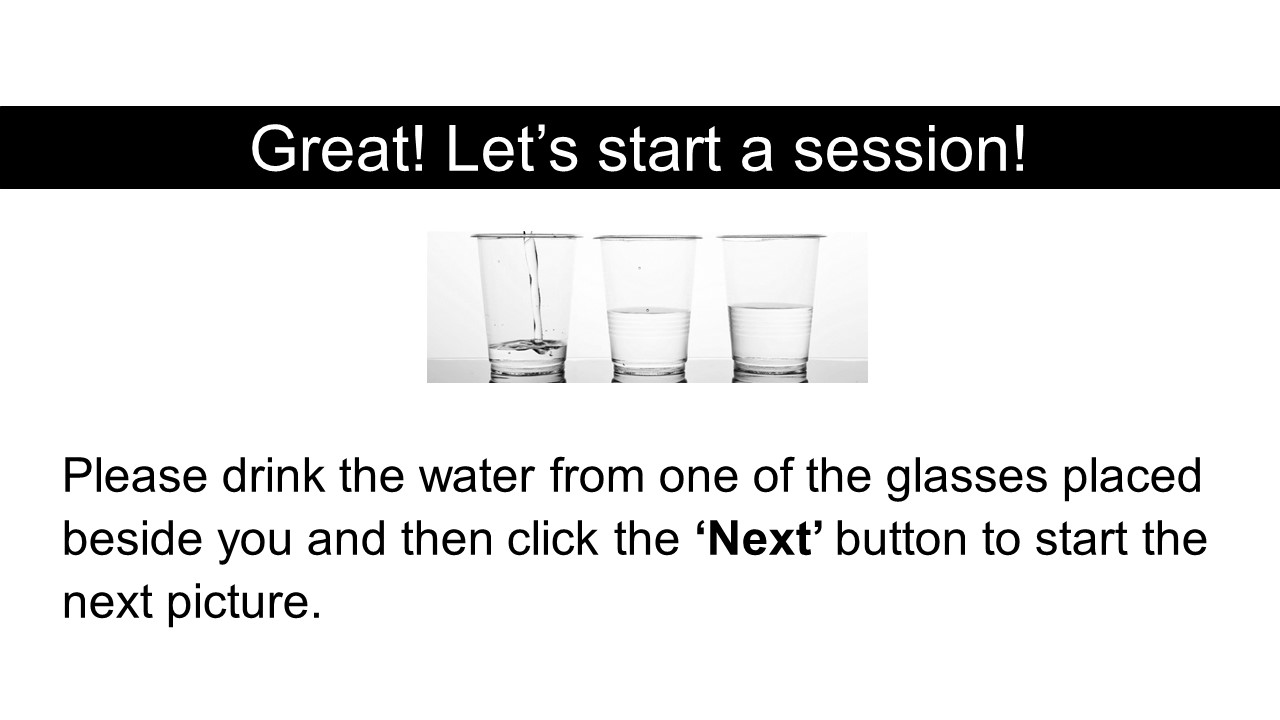 Great! Let’s start a session!
Please drink the water from one of the glasses placed
beside you and then click the ‘Next’ button to start the
next picture.